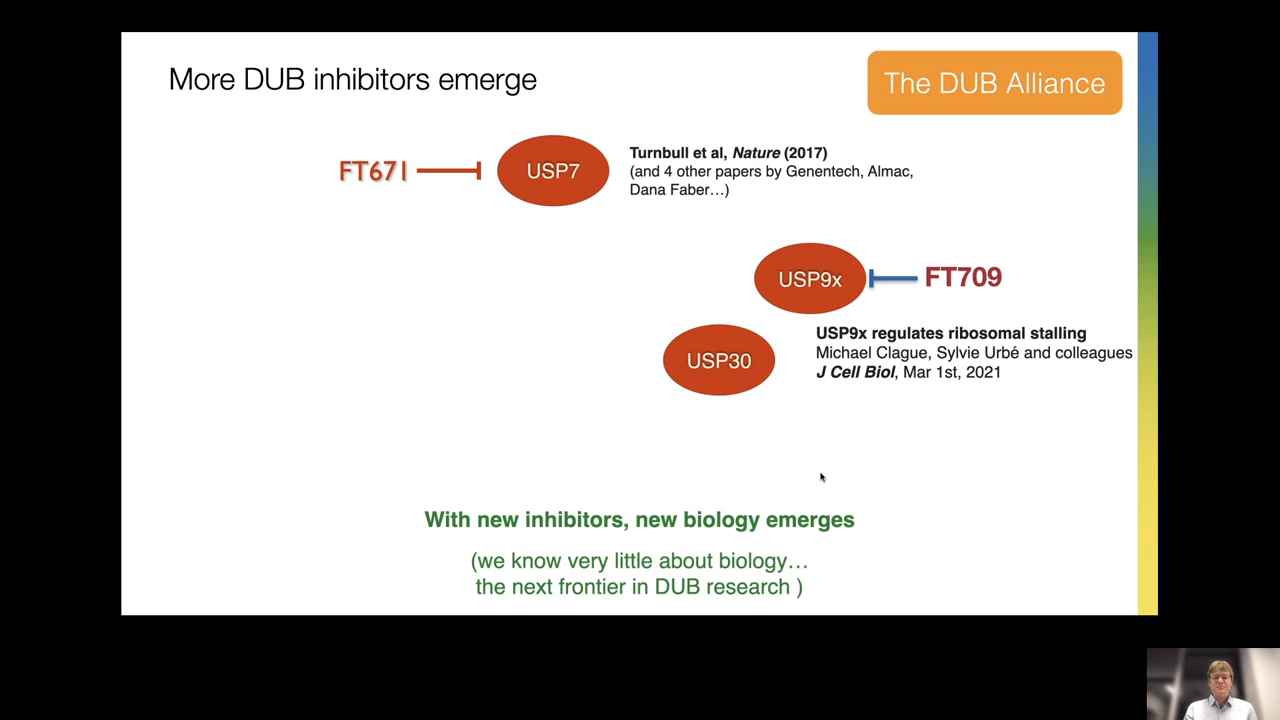 More DUB inhibitors emerge
The DUB Alliance
FT671
USP7
Turnbull et al, Nature (2017)
(and 4 other papers by Genentech, Almac,
Dana Faber…)
USP9x
FT709
USP30
USP9x regulates ribosomal stalling
Michael Clague, Sylvie Urbé and colleagues
J Cell Biol, Mar 1st, 2021
With new inhibitors, new biology emerges
(we know very little about biology…
the next frontier in DUB research )